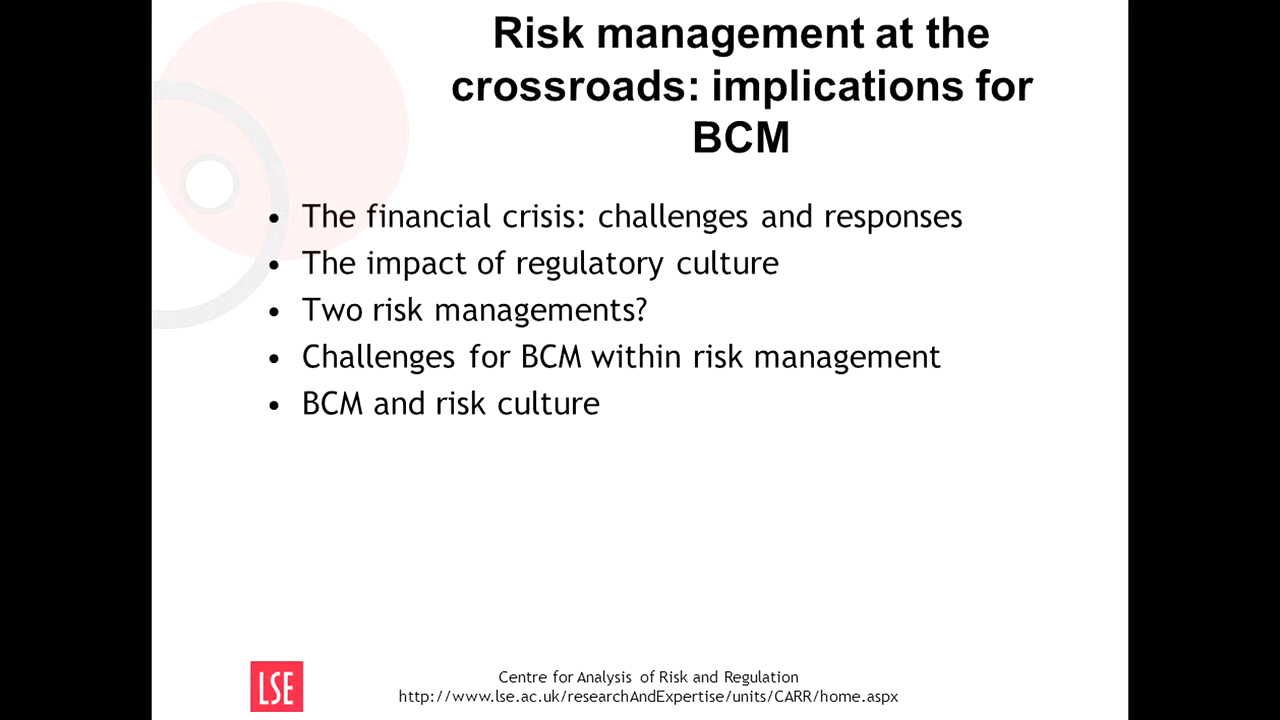 Risk management at the
crossroads: implications for
BCM
• The financial crisis: challenges and responses
• The impact of regulatory culture
• Two risk managements?
• Challenges for BCM within risk management
• BCM and risk culture
LSE
Centre for Analysis of Risk and Regulation
http://www.lse.ac.uk/researchAndExpertise/units/CARR/home.aspx